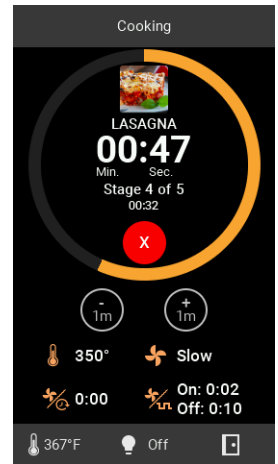 Cooking
LASAGNA
00:47
Min. Sec.
Stage 4 of 5
00:32
X
- +
1m 1m
350° Slow
0:00 On: 0:02
Off: 0:10
367°F Off